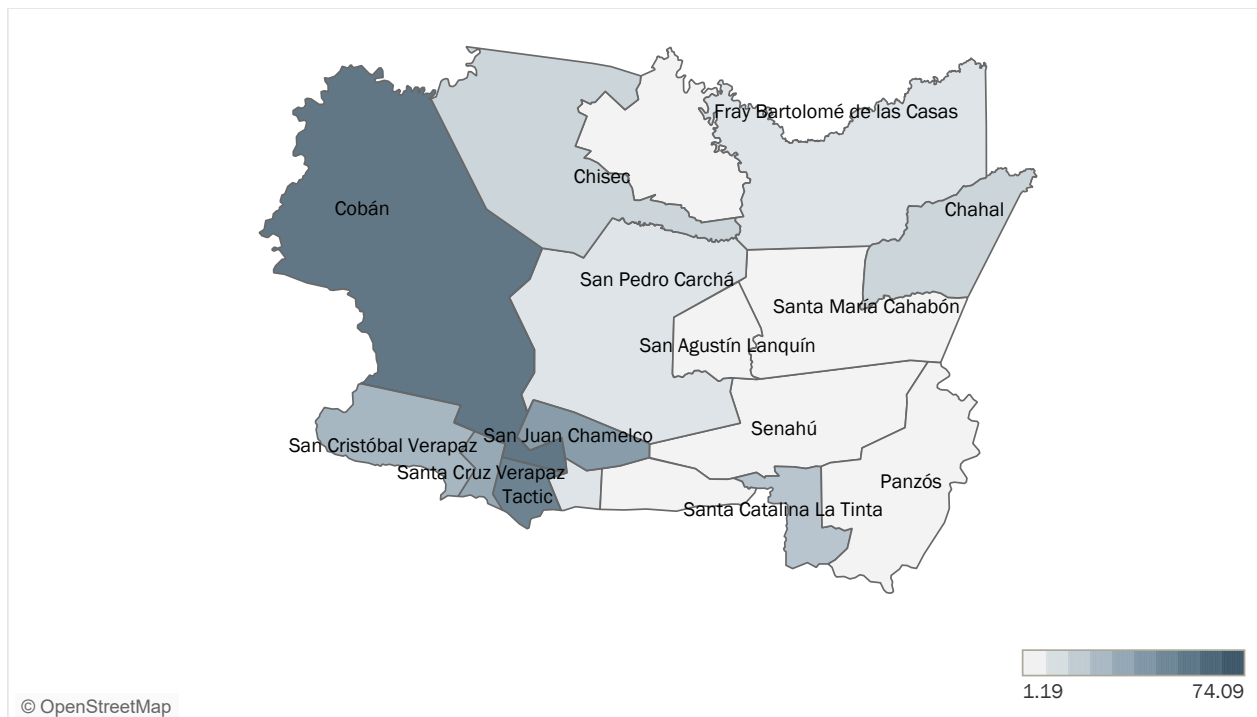 Fray Bartolomé de las Casas
Chisec
Cobán
Chahal
San Pedro Carchá
Santa María Cahabón
San Agustín Lanquín
Senahú
San Juan Chamelco
San Cristóbal Verapaz
Santa Cruz Verapaz
Panzós
Tactic
Santa Catalina La Tinta
1.19 74.09
© OpenStreetMap